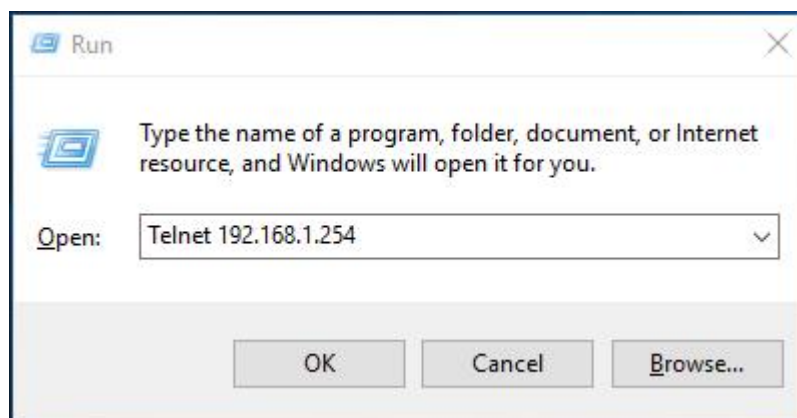 Run
Type the name of a program, folder, document, or Internet
resource, and Windows will open it for you.
Open: Telnet 192.168.1.254
OK Cancel Browse...